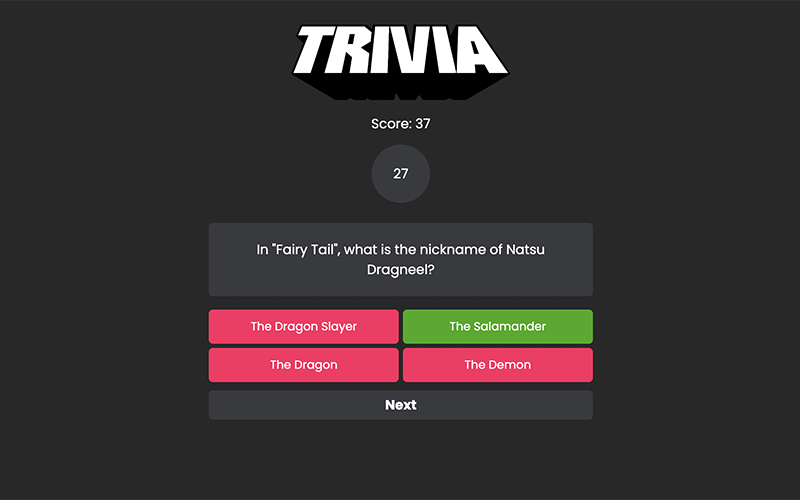 TRIVIA
Score: 37
27
In "Fairy Tail", what is the nickname of Natsu
Dragneel?
The Dragon Slayer
The Salamander
The Dragon
The Demon
Next